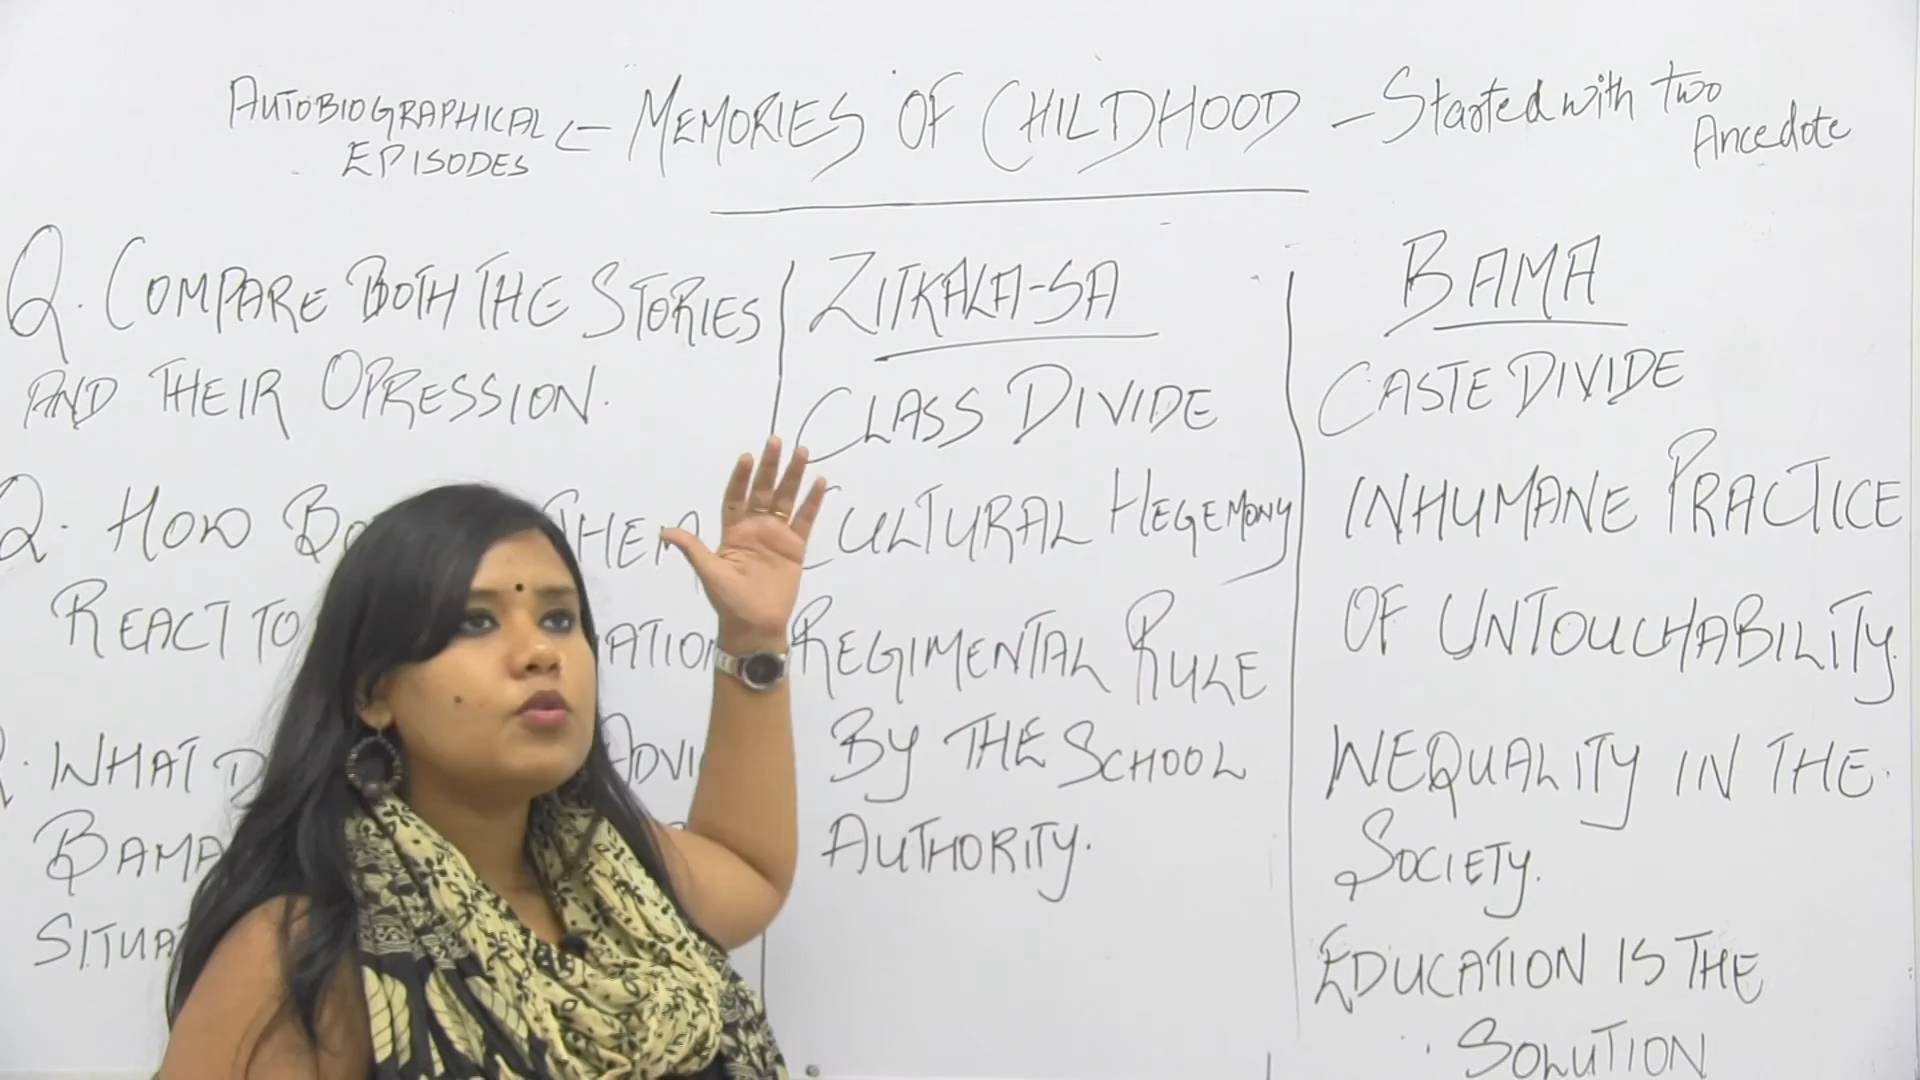 AUTOBIOGRAPHICAL EPISODES <- MEMORIES OF CHILDHOOD - Started with two Ancedote
Q. COMPARE BOTH THE STORIES
AND THEIR OPRESSION.
Q. HOW
REACT TO
WHAT
BAMA
ZITKALA-SA
CLASS DIVIDE
CULTURAL HEGEMONY
REGIMENTAL RULE
BY THE SCHOOL
AUTHORITY.
BAMA
CASTE DIVIDE
INHUMANE PRACTICE
OF UNTOUCHABILITY.
INEQUALITY IN THE
SOCIETY.
EDUCATION IS THE
SOLUTION